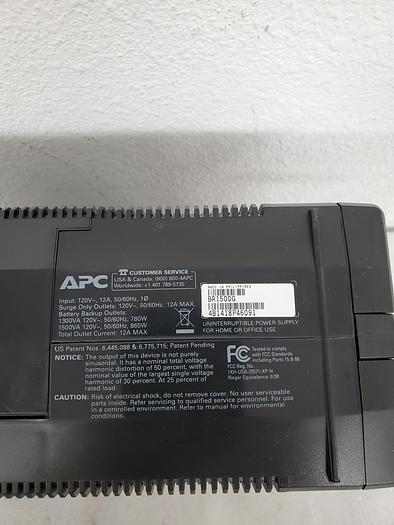 APC
CUSTOMER SERVICE
USA & Canada: (800) 800-4APC
Worldwide: +1 401 789-5735
Input: 120V~, 12A, 50/60Hz, 1Ø
Surge Only Outlets: 120V~, 50/60Hz, 12A MAX.
Battery Backup Outlets:
1300VA 120V~, 50/60Hz, 780W
1500VA 120V~, 50/60Hz, 865W
Total Outlet Current: 12A MAX
MADE IN PHILIPPINES
BR1500G
4B1418P46091
UNINTERRUPTIBLE POWER SUPPLY
FOR HOME OR OFFICE USE
US Patent Nos. 6,445,088 & 6,775,715; Patent Pending
NOTICE: The output of this device is not purely
sinusoidal. It has a nominal total voltage
harmonic distortion of 50 percent, with the
nominal value of the largest single voltage
harmonic of 30 percent. At 25 percent of
rated load.
FC Tested to comply
with FCC Standards
including Parts 15 & 68
FCC Reg. No.
1XH-USA-20571-XP-N
Ringer Equivalence: 0.0B
CAUTION: Risk of electrical shock, do not remove cover. No user serviceable
parts inside. Refer servicing to qualified service personnel. For use
in a controlled environment. Refer to manual for environmental
conditions.